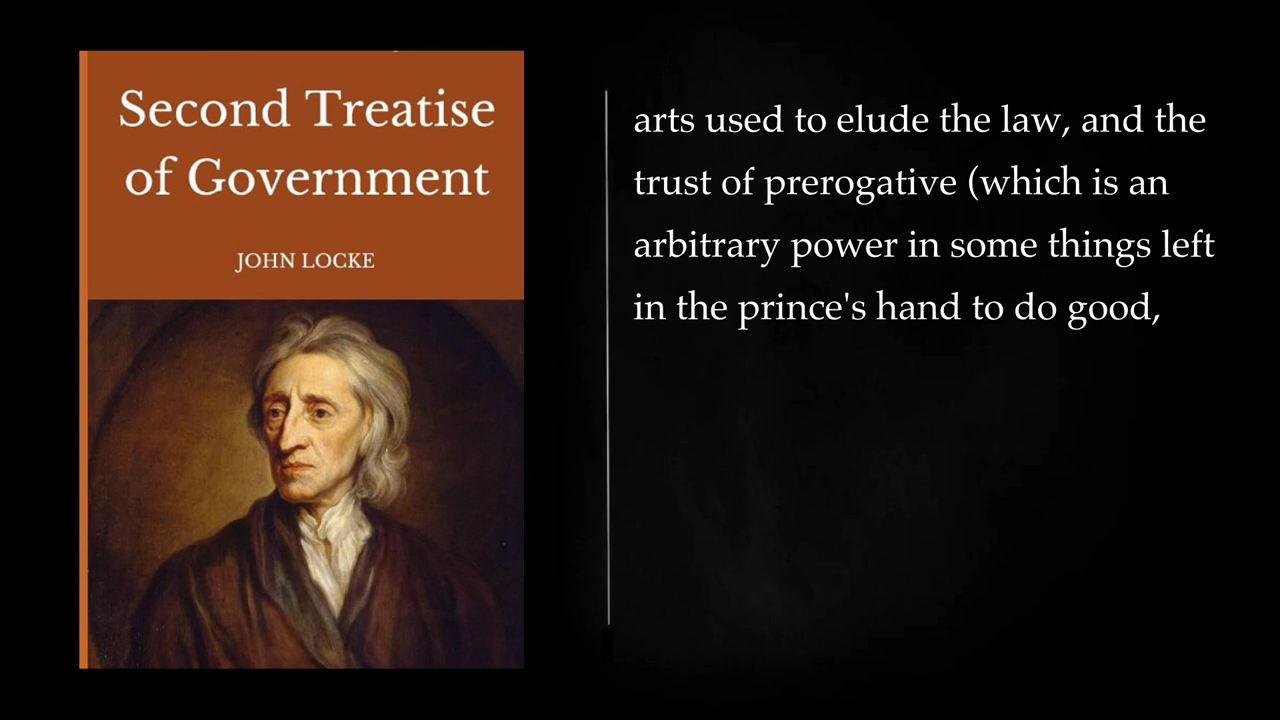 Second Treatise
of Government
JOHN LOCKE
arts used to elude the law, and the
trust of prerogative (which is an
arbitrary power in some things left
in the prince's hand to do good,